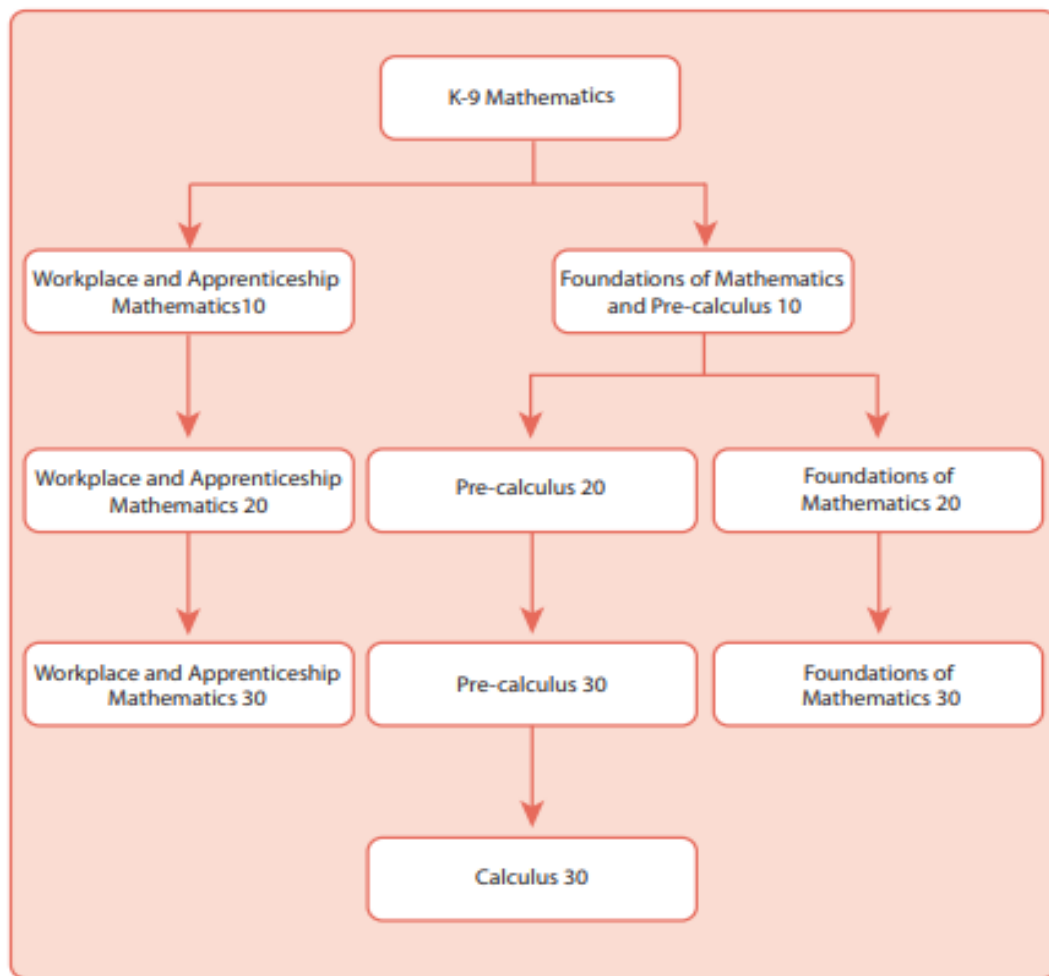 K-9 Mathematics
Workplace and Apprenticeship
Mathematics10
Foundations of Mathematics
and Pre-calculus 10
Workplace and Apprenticeship
Mathematics 20
Pre-calculus 20
Foundations of
Mathematics 20
Workplace and Apprenticeship
Mathematics 30
Pre-calculus 30
Foundations of
Mathematics 30
Calculus 30